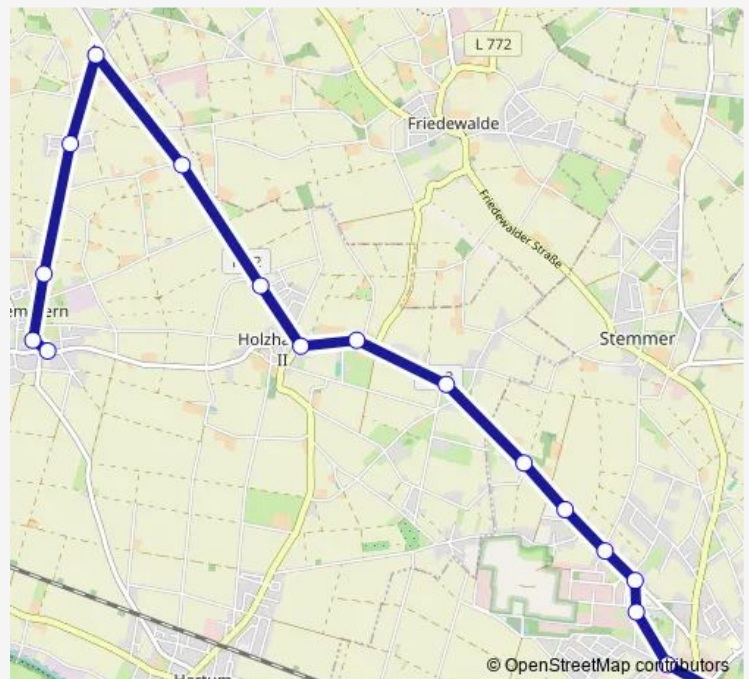 L 772
Friedewalde
Friedewalder Straße
Holzha
II
Stemmer
© OpenStreetMap contributors